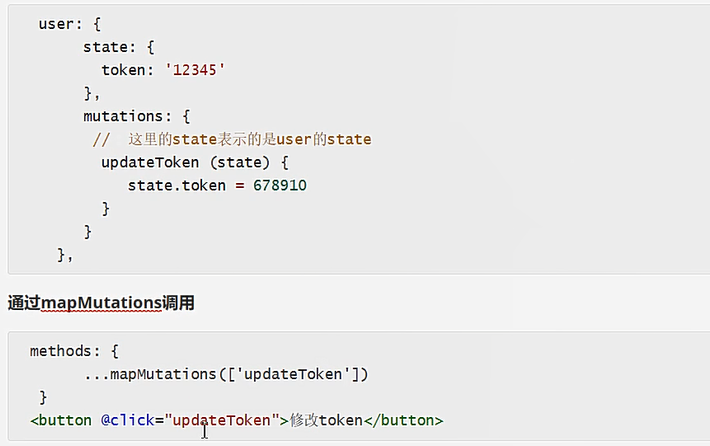 user: {
state: {
token: '12345'
},
mutations: {
// 这里的state表示的是user的state
updateToken (state) {
state.token = 678910
}
}
},
通过mapMutations调用
methods: {
...mapMutations(['updateToken'])
}
<button @click="updateToken">修改token</button>